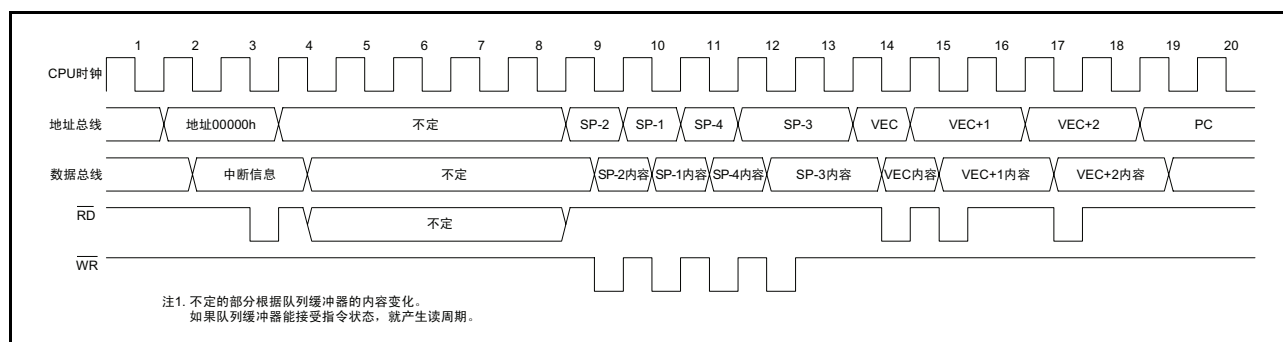 1 2 3 4 5 6 7 8 9 10 11 12 13 14 15 16 17 18 19 20
CPU时钟
地址总线 地址00000h 不定 SP-2 SP-1 SP-4 SP-3 VEC VEC+1 VEC+2 PC
数据总线 中断信息 不定 SP-2内容 SP-1内容 SP-4内容 SP-3内容 VEC内容 VEC+1内容 VEC+2内容
RD 不定
WR
注1. 不定的部分根据队列缓冲器的内容变化。
如果队列缓冲器能接受指令状态，就产生读周期。